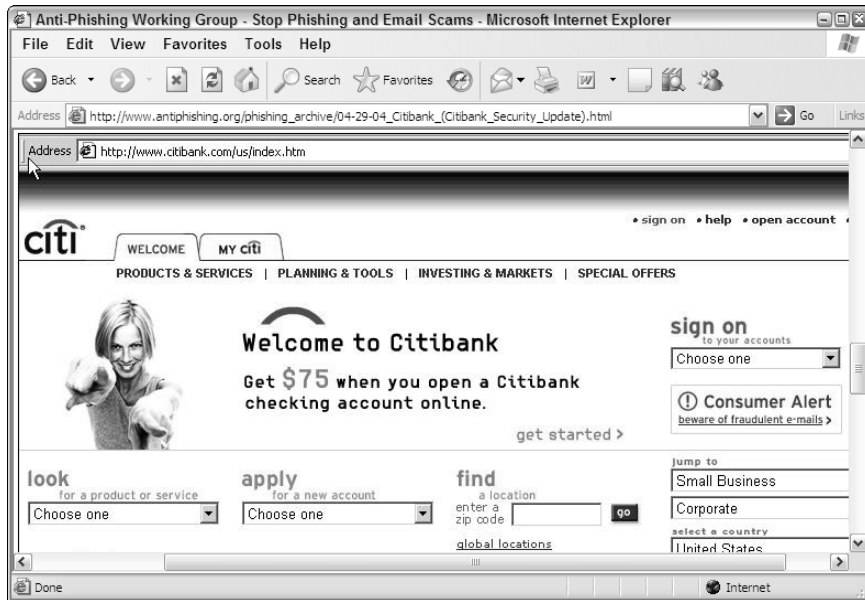 Anti-Phishing Working Group - Stop Phishing and Email Scams - Microsoft Internet Explorer
File Edit View Favorites Tools Help
Back Search Favorites
Address http://www.antiphishing.org/phishing_archive/04-29-04_Citibank_(Citibank_Security_Update).html Go Links
Address http://www.citibank.com/us/index.htm
• sign on • help • open account •
citi WELCOME MY citi
PRODUCTS & SERVICES | PLANNING & TOOLS | INVESTING & MARKETS | SPECIAL OFFERS
Welcome to Citibank
Get $75 when you open a Citibank
checking account online.
get started >
sign on
to your accounts
Choose one
! Consumer Alert
beware of fraudulent e-mails >
look
for a product or service
Choose one
apply
for a new account
Choose one
find
a location
enter a
zip code go
global locations
jump to
Small Business
Corporate
select a country
United States
Done Internet